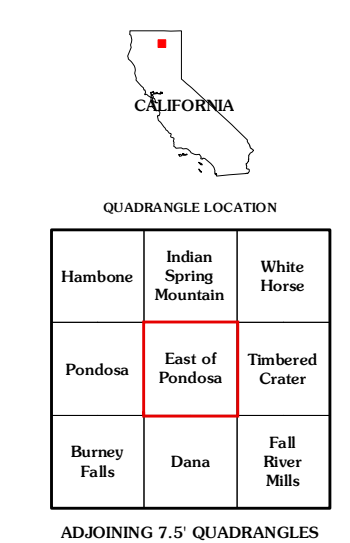 CALIFORNIA
QUADRANGLE LOCATION
Hambone
Indian
Spring
Mountain
White
Horse
Pondosa
East of
Pondosa
Timbered
Crater
Burney
Falls
Dana
Fall
River
Mills
ADJOINING 7.5' QUADRANGLES